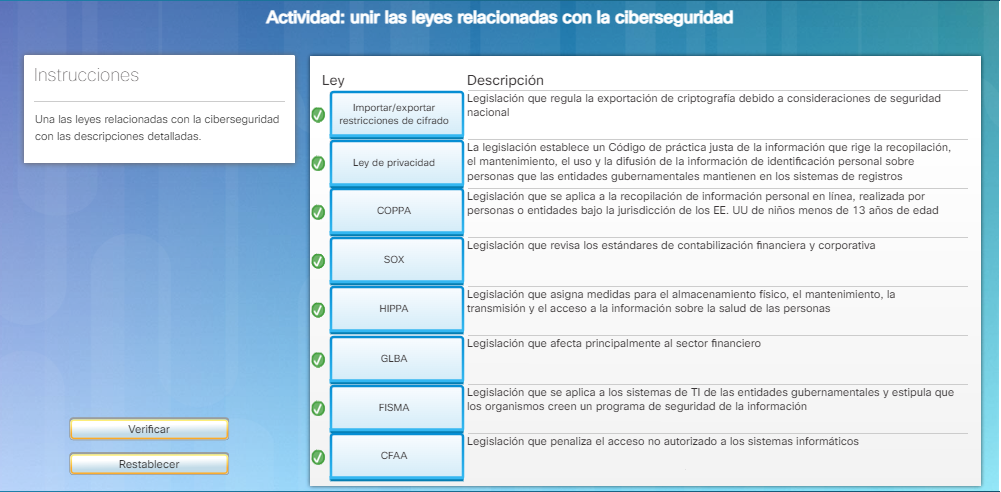 Actividad: unir las leyes relacionadas con la ciberseguridad
Instrucciones
Una las leyes relacionadas con la ciberseguridad
con las descripciones detalladas.
Verificar
Restablecer
Ley
Descripción
Importar/exportar
restricciones de cifrado
Legislación que regula la exportación de criptografía debido a consideraciones de seguridad
nacional
Ley de privacidad
La legislación establece un Código de práctica justa de la información que rige la recopilación,
el mantenimiento, el uso y la difusión de la información de identificación personal sobre
personas que las entidades gubernamentales mantienen en los sistemas de registros
COPPA
Legislación que se aplica a la recopilación de información personal en línea, realizada por
personas o entidades bajo la jurisdicción de los EE. UU de niños menos de 13 años de edad
SOX
Legislación que revisa los estándares de contabilización financiera y corporativa
HIPPA
Legislación que asigna medidas para el almacenamiento físico, el mantenimiento, la
transmisión y el acceso a la información sobre la salud de las personas
GLBA
Legislación que afecta principalmente al sector financiero
FISMA
Legislación que se aplica a los sistemas de TI de las entidades gubernamentales y estipula que
los organismos creen un programa de seguridad de la información
CFAA
Legislación que penaliza el acceso no autorizado a los sistemas informáticos